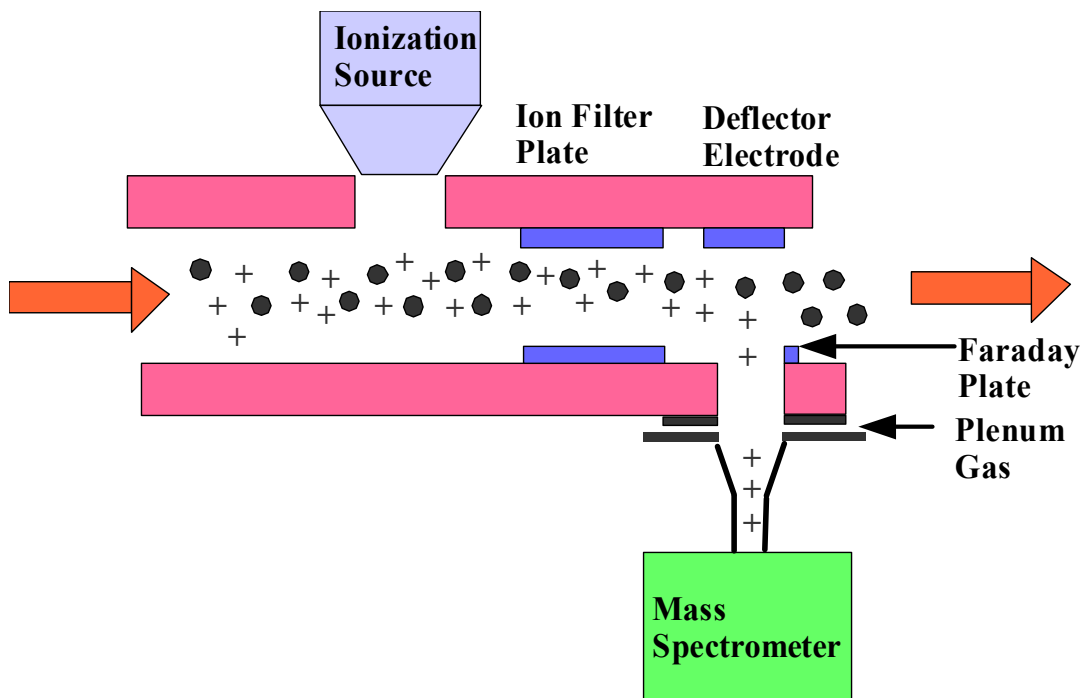 Ionization
Source
Ion Filter
Plate
Deflector
Electrode
Faraday
Plate
Plenum
Gas
Mass
Spectrometer